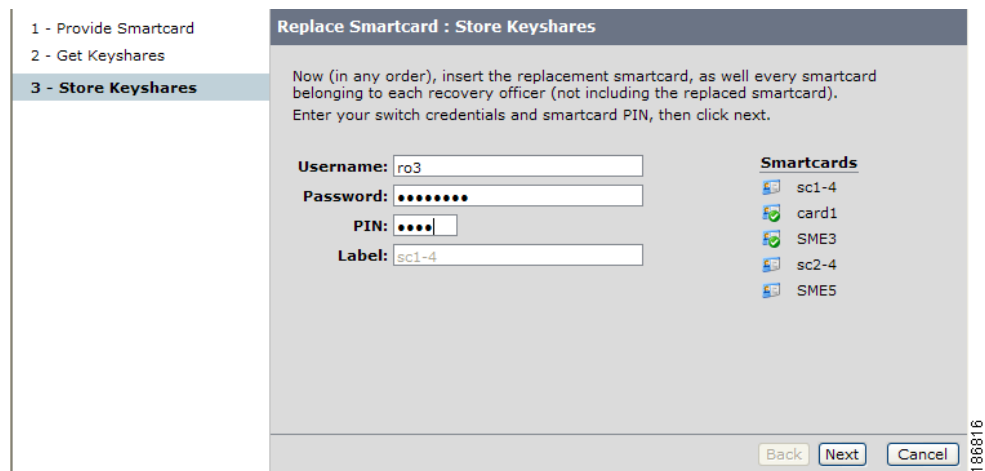 1 - Provide Smartcard
2 - Get Keyshares
3 - Store Keyshares
Replace Smartcard : Store Keyshares
Now (in any order), insert the replacement smartcard, as well every smartcard
belonging to each recovery officer (not including the replaced smartcard).
Enter your switch credentials and smartcard PIN, then click next.
Username: ro3
Password: ••••••••
PIN: ••••
Label: sc1-4
Smartcards
sc1-4
card1
SME3
sc2-4
SME5
Back Next Cancel
186816